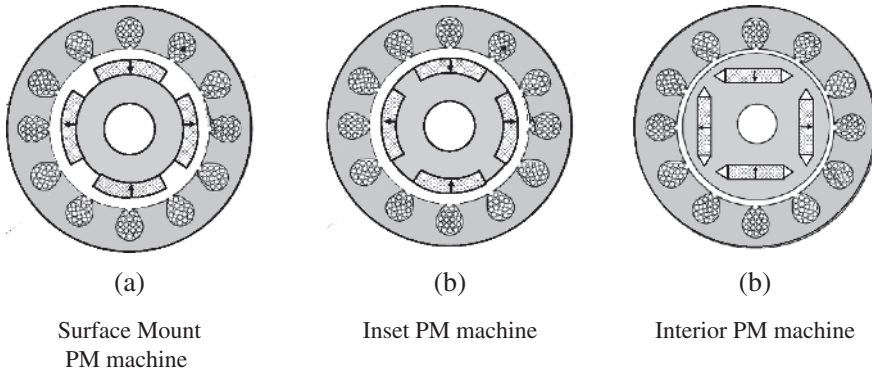 (a)
(b)
(b)
Surface Mount
PM machine
Inset PM machine
Interior PM machine